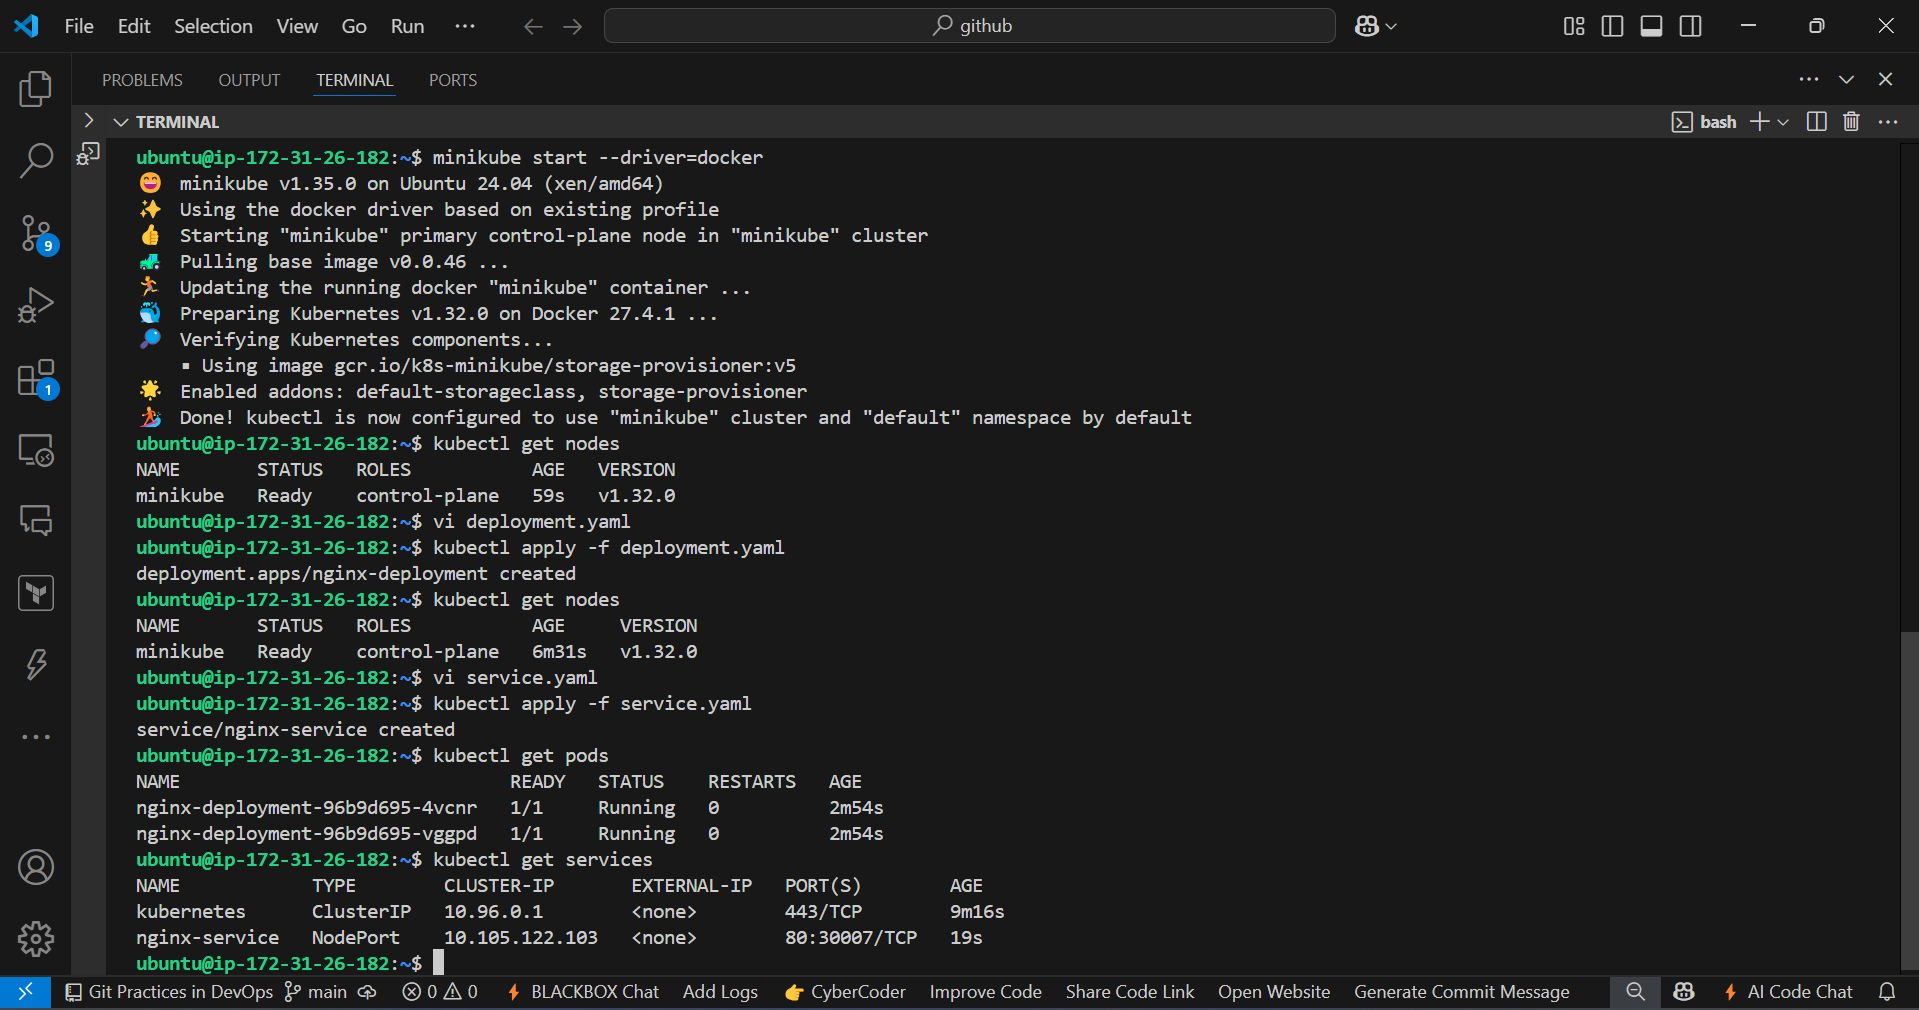 File Edit Selection View Go Run ··· github
PROBLEMS OUTPUT TERMINAL PORTS
TERMINAL bash
ubuntu@ip-172-31-26-182:~$ minikube start --driver=docker
minikube v1.35.0 on Ubuntu 24.04 (xen/amd64)
Using the docker driver based on existing profile
Starting "minikube" primary control-plane node in "minikube" cluster
Pulling base image v0.0.46 ...
Updating the running docker "minikube" container ...
Preparing Kubernetes v1.32.0 on Docker 27.4.1 ...
Verifying Kubernetes components...
▪ Using image gcr.io/k8s-minikube/storage-provisioner:v5
Enabled addons: default-storageclass, storage-provisioner
Done! kubectl is now configured to use "minikube" cluster and "default" namespace by default
ubuntu@ip-172-31-26-182:~$ kubectl get nodes
NAME STATUS ROLES AGE VERSION
minikube Ready control-plane 59s v1.32.0
ubuntu@ip-172-31-26-182:~$ vi deployment.yaml
ubuntu@ip-172-31-26-182:~$ kubectl apply -f deployment.yaml
deployment.apps/nginx-deployment created
ubuntu@ip-172-31-26-182:~$ kubectl get nodes
NAME STATUS ROLES AGE VERSION
minikube Ready control-plane 6m31s v1.32.0
ubuntu@ip-172-31-26-182:~$ vi service.yaml
ubuntu@ip-172-31-26-182:~$ kubectl apply -f service.yaml
service/nginx-service created
ubuntu@ip-172-31-26-182:~$ kubectl get pods
NAME READY STATUS RESTARTS AGE
nginx-deployment-96b9d695-4vcnr 1/1 Running 0 2m54s
nginx-deployment-96b9d695-vggpd 1/1 Running 0 2m54s
ubuntu@ip-172-31-26-182:~$ kubectl get services
NAME TYPE CLUSTER-IP EXTERNAL-IP PORT(S) AGE
kubernetes ClusterIP 10.96.0.1 <none> 443/TCP 9m16s
nginx-service NodePort 10.105.122.103 <none> 80:30007/TCP 19s
ubuntu@ip-172-31-26-182:~$
9
1
Git Practices in DevOps main 0 0 BLACKBOX Chat Add Logs CyberCoder Improve Code Share Code Link Open Website Generate Commit Message AI Code Chat